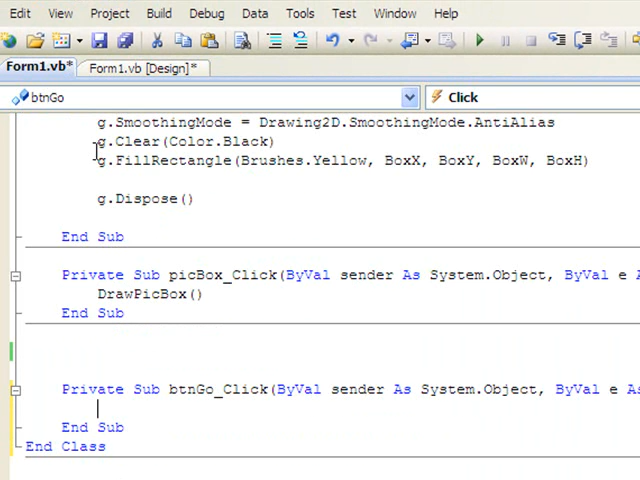 Edit View Project Build Debug Data Tools Test Window Help
Form1.vb* Form1.vb [Design]*
btnGo Click
g.SmoothingMode = Drawing2D.SmoothingMode.AntiAlias
g.Clear(Color.Black)
g.FillRectangle(Brushes.Yellow, BoxX, BoxY, BoxW, BoxH)
g.Dispose()
End Sub
Private Sub picBox_Click(ByVal sender As System.Object, ByVal e A
DrawPicBox()
End Sub
Private Sub btnGo_Click(ByVal sender As System.Object, ByVal e As
End Sub
End Class